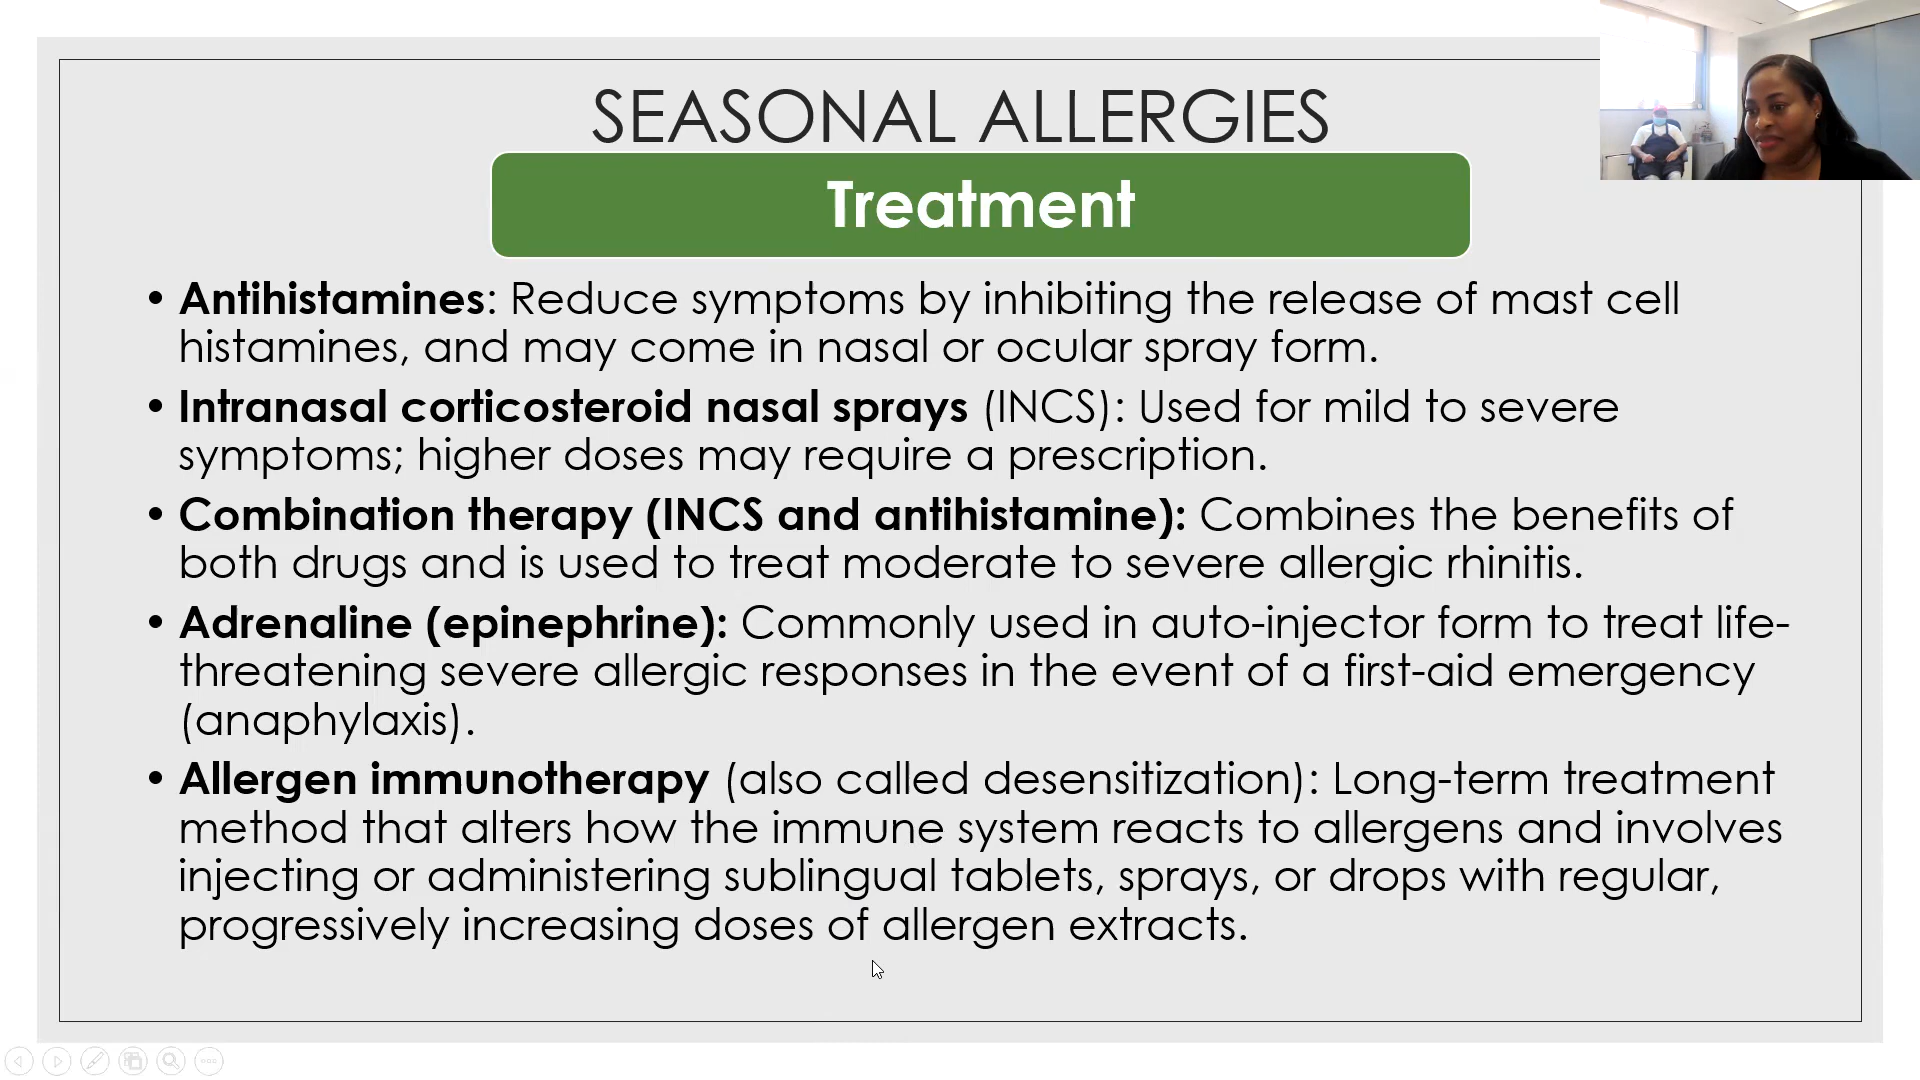 SEASONAL ALLERGIES
Treatment
• Antihistamines: Reduce symptoms by inhibiting the release of mast cell
histamines, and may come in nasal or ocular spray form.
• Intranasal corticosteroid nasal sprays (INCS): Used for mild to severe
symptoms; higher doses may require a prescription.
• Combination therapy (INCS and antihistamine): Combines the benefits of
both drugs and is used to treat moderate to severe allergic rhinitis.
• Adrenaline (epinephrine): Commonly used in auto-injector form to treat life-
threatening severe allergic responses in the event of a first-aid emergency
(anaphylaxis).
• Allergen immunotherapy (also called desensitization): Long-term treatment
method that alters how the immune system reacts to allergens and involves
injecting or administering sublingual tablets, sprays, or drops with regular,
progressively increasing doses of allergen extracts.